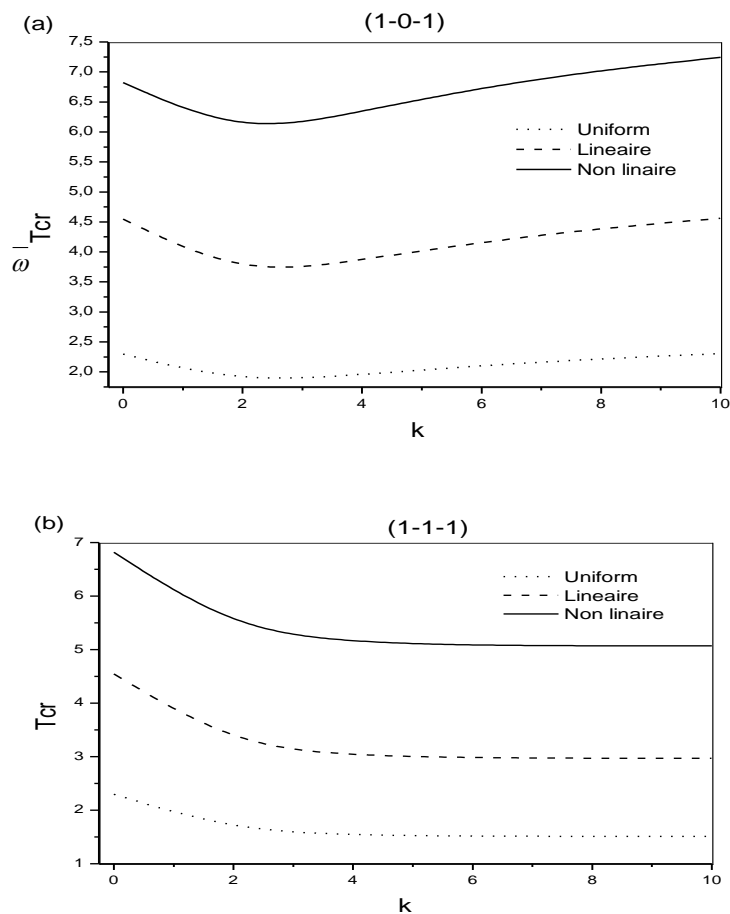 (a)
(1-0-1)
7,5
7,0
6,5
6,0
5,5
5,0
4,5
4,0
3,5
3,0
2,5
2,0
Uniform
Lineaire
Non linaire
ω̅ Tcr
0 2 4 6 8 10
k
(b)
(1-1-1)
7
6
5
4
3
2
1
Uniform
Lineaire
Non linaire
Tcr
0 2 4 6 8 10
k